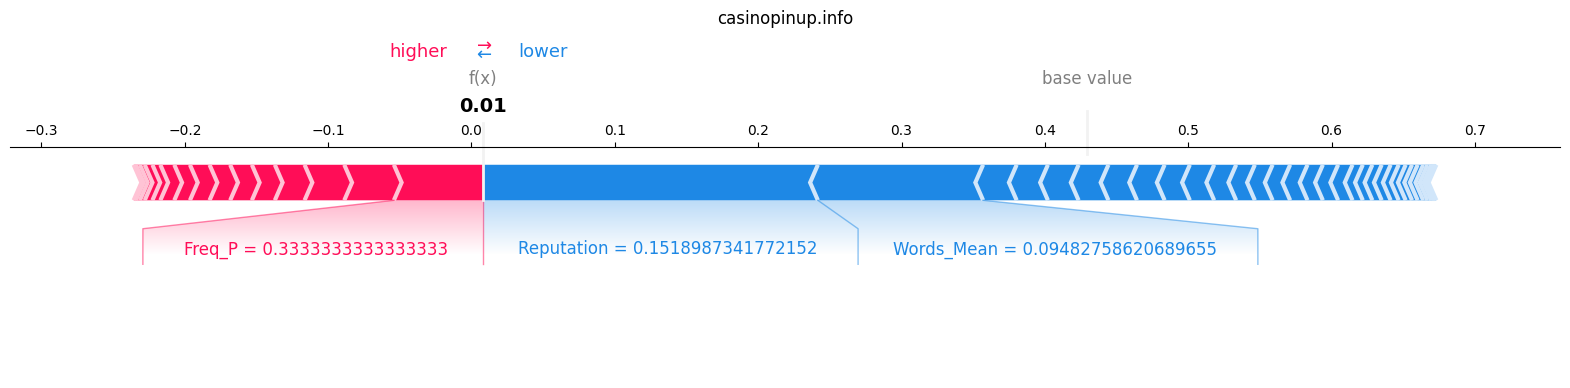 casinopinup.info
higher ⇄ lower
f(x) base value
0.01
−0.3 −0.2 −0.1 0.0 0.1 0.2 0.3 0.4 0.5 0.6 0.7
Freq_P = 0.3333333333333333 Reputation = 0.1518987341772152 Words_Mean = 0.09482758620689655